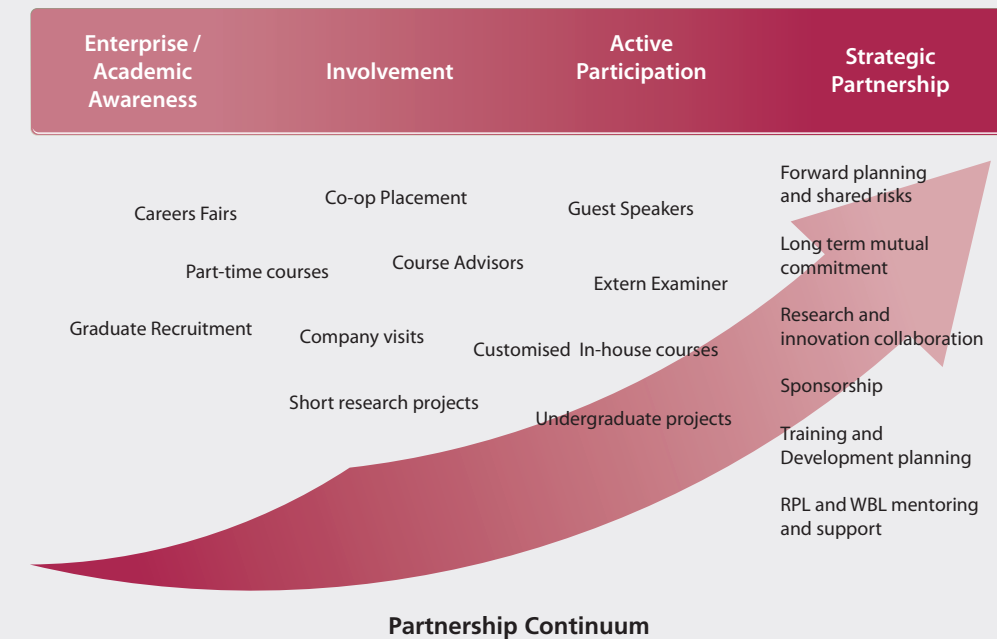 Enterprise /
Academic
Awareness
Involvement
Active
Participation
Strategic
Partnership
Careers Fairs
Part-time courses
Graduate Recruitment
Co-op Placement
Course Advisors
Company visits
Short research projects
Guest Speakers
Extern Examiner
Customised In-house courses
Undergraduate projects
Forward planning
and shared risks
Long term mutual
commitment
Research and
innovation collaboration
Sponsorship
Training and
Development planning
RPL and WBL mentoring
and support
Partnership Continuum